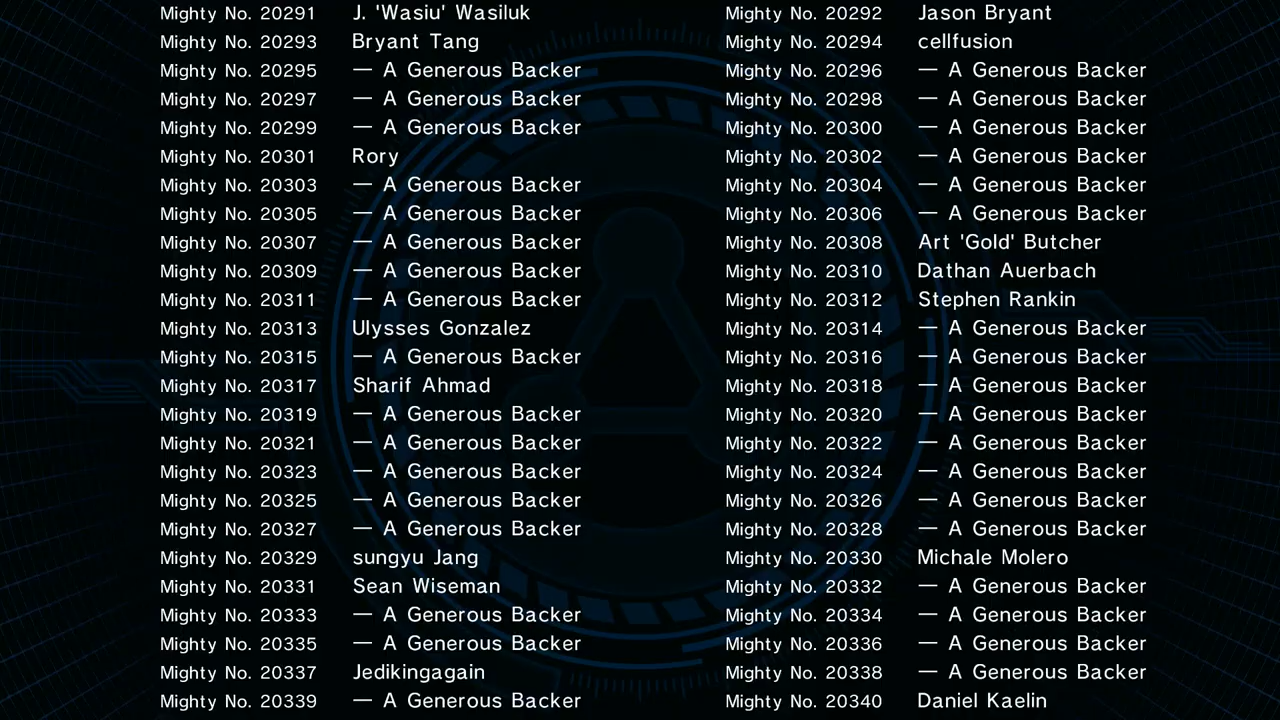 Mighty No. 20291 J. 'Wasiu' Wasiluk Mighty No. 20292 Jason Bryant
Mighty No. 20293 Bryant Tang Mighty No. 20294 cellfusion
Mighty No. 20295 — A Generous Backer Mighty No. 20296 — A Generous Backer
Mighty No. 20297 — A Generous Backer Mighty No. 20298 — A Generous Backer
Mighty No. 20299 — A Generous Backer Mighty No. 20300 — A Generous Backer
Mighty No. 20301 Rory Mighty No. 20302 — A Generous Backer
Mighty No. 20303 — A Generous Backer Mighty No. 20304 — A Generous Backer
Mighty No. 20305 — A Generous Backer Mighty No. 20306 — A Generous Backer
Mighty No. 20307 — A Generous Backer Mighty No. 20308 Art 'Gold' Butcher
Mighty No. 20309 — A Generous Backer Mighty No. 20310 Dathan Auerbach
Mighty No. 20311 — A Generous Backer Mighty No. 20312 Stephen Rankin
Mighty No. 20313 Ulysses Gonzalez Mighty No. 20314 — A Generous Backer
Mighty No. 20315 — A Generous Backer Mighty No. 20316 — A Generous Backer
Mighty No. 20317 Sharif Ahmad Mighty No. 20318 — A Generous Backer
Mighty No. 20319 — A Generous Backer Mighty No. 20320 — A Generous Backer
Mighty No. 20321 — A Generous Backer Mighty No. 20322 — A Generous Backer
Mighty No. 20323 — A Generous Backer Mighty No. 20324 — A Generous Backer
Mighty No. 20325 — A Generous Backer Mighty No. 20326 — A Generous Backer
Mighty No. 20327 — A Generous Backer Mighty No. 20328 — A Generous Backer
Mighty No. 20329 sungyu Jang Mighty No. 20330 Michale Molero
Mighty No. 20331 Sean Wiseman Mighty No. 20332 — A Generous Backer
Mighty No. 20333 — A Generous Backer Mighty No. 20334 — A Generous Backer
Mighty No. 20335 — A Generous Backer Mighty No. 20336 — A Generous Backer
Mighty No. 20337 Jedikingagain Mighty No. 20338 — A Generous Backer
Mighty No. 20339 — A Generous Backer Mighty No. 20340 Daniel Kaelin